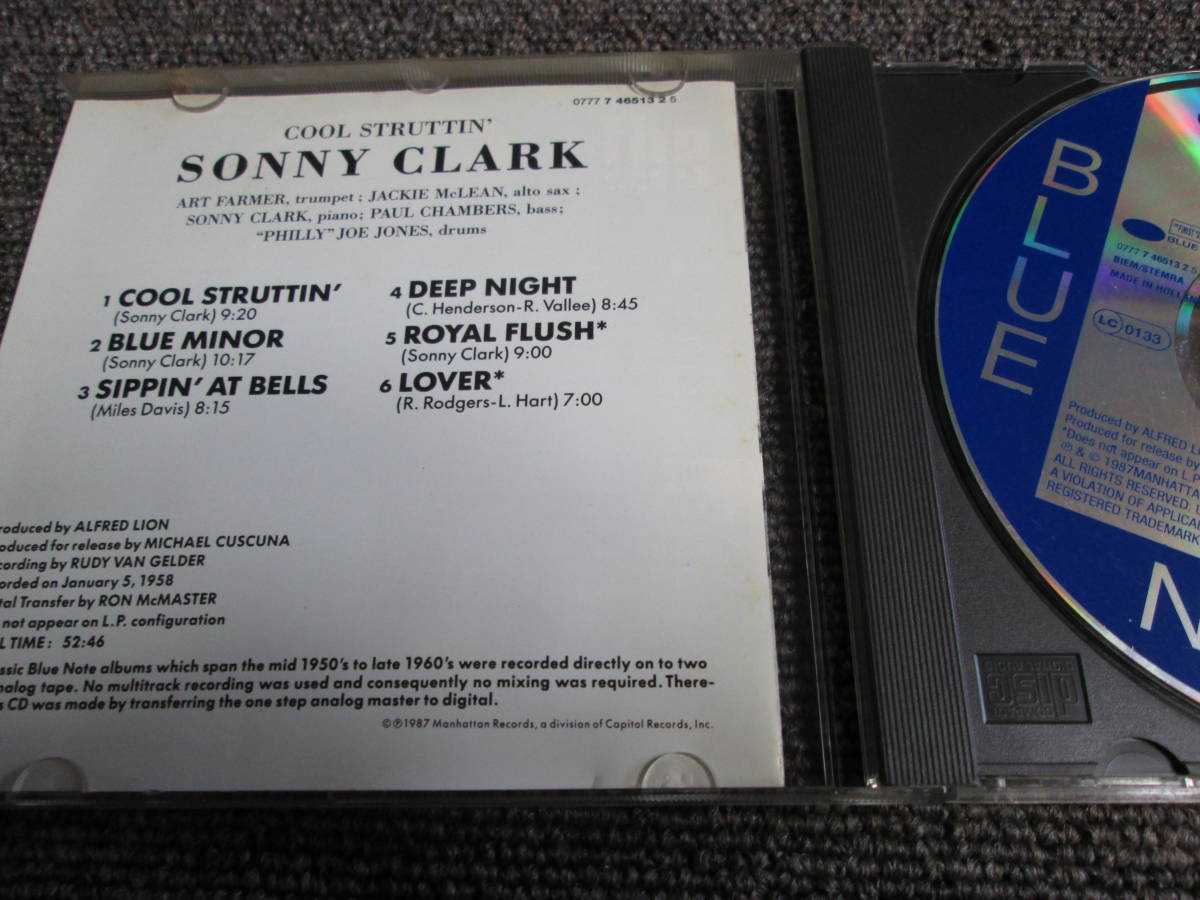 0777 7 46513 2 5
COOL STRUTTIN'
SONNY CLARK
ART FARMER, trumpet ; JACKIE McLEAN, alto sax ;
SONNY CLARK, piano; PAUL CHAMBERS, bass;
"PHILLY" JOE JONES, drums
1 COOL STRUTTIN'
(Sonny Clark) 9:20
2 BLUE MINOR
(Sonny Clark) 10:17
3 SIPPIN' AT BELLS
(Miles Davis) 8:15
4 DEEP NIGHT
(C. Henderson-R. Vallee) 8:45
5 ROYAL FLUSH*
(Sonny Clark) 9:00
6 LOVER*
(R. Rodgers-L. Hart) 7:00
roduced by ALFRED LION
oduced for release by MICHAEL CUSCUNA
cording by RUDY VAN GELDER
orded on January 5, 1958
ital Transfer by RON McMASTER
not appear on L.P. configuration
L TIME : 52:46
ssic Blue Note albums which span the mid 1950's to late 1960's were recorded directly on to two
nalog tape. No multitrack recording was used and consequently no mixing was required. There-
s CD was made by transferring the one step analog master to digital.
©℗1987 Manhattan Records, a division of Capitol Records, Inc.
BLUE
N
BLUE
0777 7 46513 2 5
BIEM/STEMRA
MADE IN HOLLA
LC 0133
Produced by ALFRED LI
Produced for release by
*Does not appear on L.P
℗ & © 1987 MANHATTA
ALL RIGHTS RESERVED. U
A VIOLATION OF APPLICA
REGISTERED TRADEMARK
disc
DIGITAL AUDIO